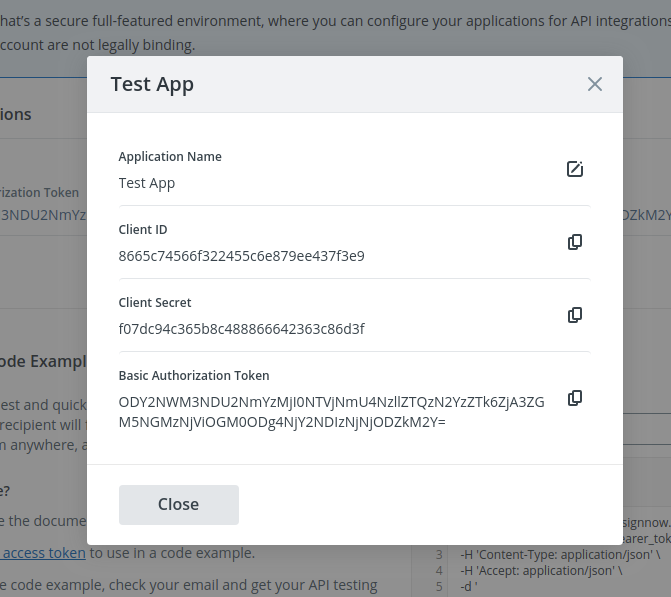 hat's a secure full-featured environment, where you can configure your applications for API integrations
ccount are not legally binding.
Test App
ions
Application Name
Test App
rization Token
3NDU2NmYz
DZkM2Y
Client ID
8665c74566f322455c6e879ee437f3e9
Client Secret
f07dc94c365b8c488866642363c86d3f
ode Exampl
Basic Authorization Token
ODY2NWM3NDU2NmYzMjI0NTVjNmU4NzllZTQzN2YzZTk6ZjA3ZG
M5NGMzNjViOGM0ODg4NjY2NDIzNjNjODZkM2Y=
est and quick
recipient will
m anywhere, a
Close
e?
e the docume
signnow.
earer_tok
access token to use in a code example.
3 -H 'Content-Type: application/json' \
4 -H 'Accept: application/json' \
e code example, check your email and get your API testing
5 -d '